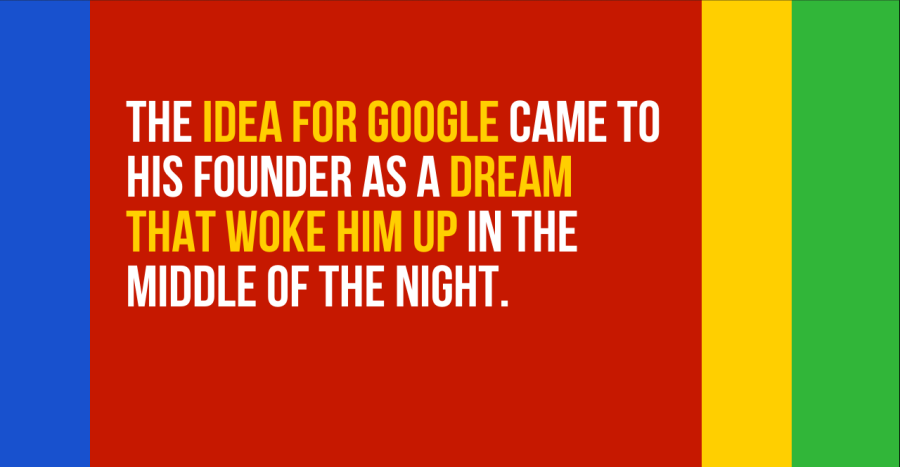 THE IDEA FOR GOOGLE CAME TO
HIS FOUNDER AS A DREAM
THAT WOKE HIM UP IN THE
MIDDLE OF THE NIGHT.